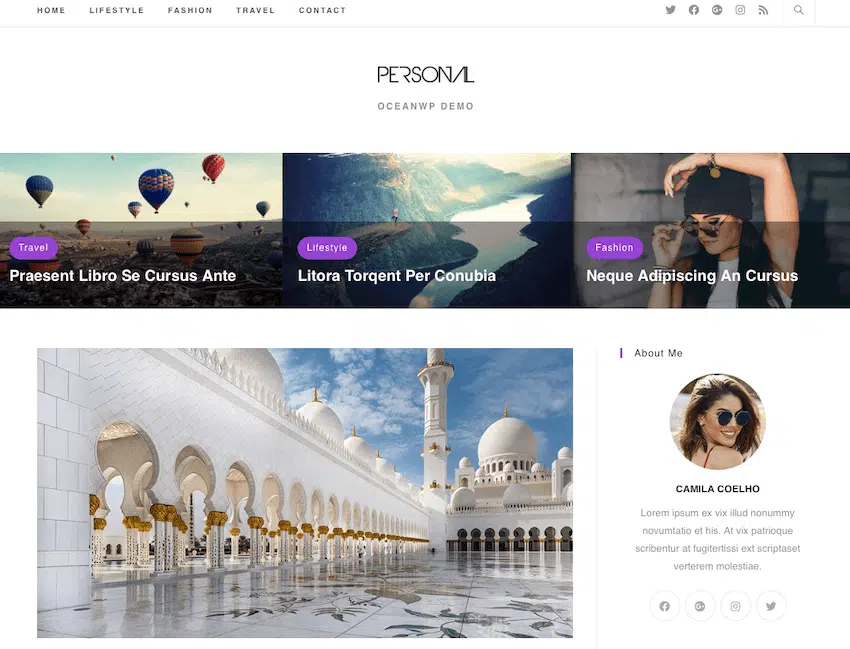 HOME LIFESTYLE FASHION TRAVEL CONTACT
PERSONAL
OCEANWP DEMO
Travel
Praesent Libro Se Cursus Ante
Lifestyle
Litora Torqent Per Conubia
Fashion
Neque Adipiscing An Cursus
About Me
CAMILA COELHO
Lorem ipsum ex vix illud nonummy
novumtatio et his. At vix patrioque
scribentur at fugitertissi ext scriptaset
verterem molestiae.